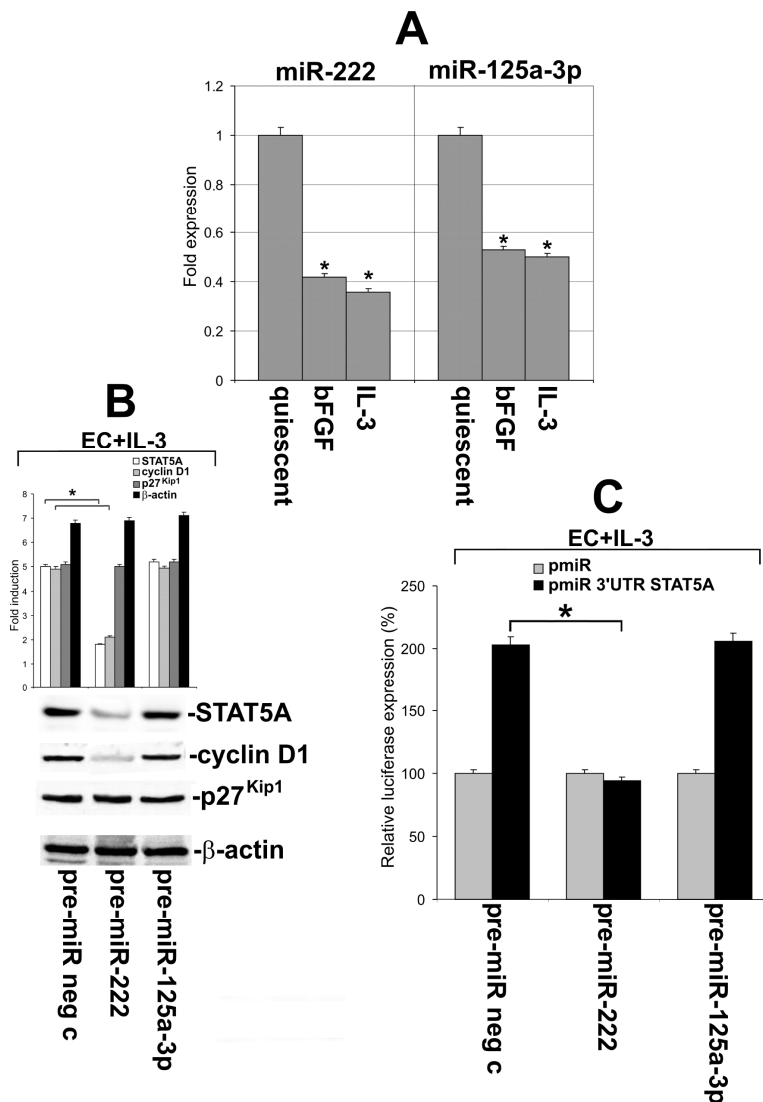 A
miR-222
miR-125a-3p
Fold expression
1.2
1
0.8
0.6
0.4
0.2
0
* *
* *
quiescent
bFGF
IL-3
quiescent
bFGF
IL-3
B
EC+IL-3
STAT5A
cyclin D1
p27Kip1
β-actin
*
Fold induction
8
7
6
5
4
3
2
1
0
-STAT5A
-cyclin D1
-p27Kip1
-β-actin
pre-miR neg c
pre-miR-222
pre-miR-125a-3p
C
EC+IL-3
pmiR
pmiR 3'UTR STAT5A
*
Relative luciferase expression (%)
250
200
150
100
50
0
pre-miR neg c
pre-miR-222
pre-miR-125a-3p